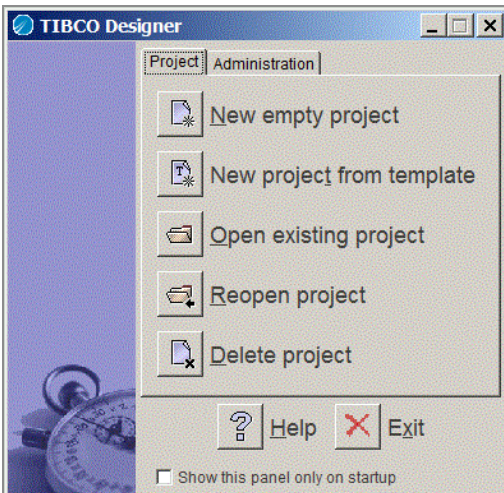 TIBCO Designer
Project Administration
New empty project
New project from template
Open existing project
Reopen project
Delete project
? Help Exit
Show this panel only on startup